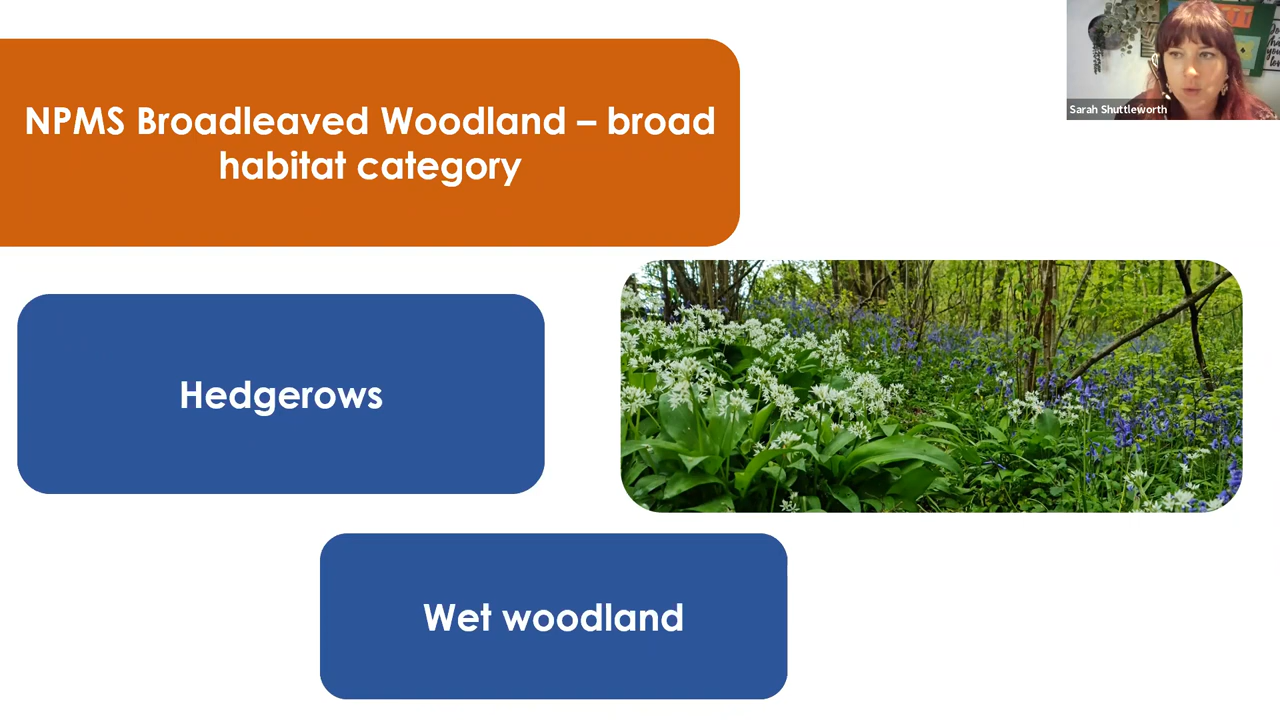 NPMS Broadleaved Woodland – broad
habitat category
Sarah Shuttleworth
Hedgerows
Wet woodland